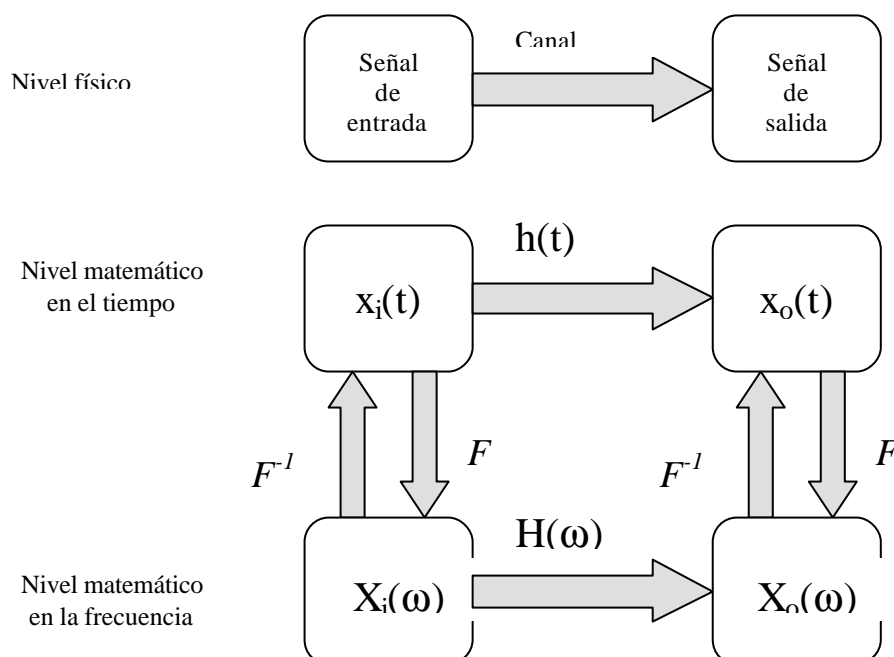 Canal
Nivel físico
Señal
de
entrada
Señal
de
salida
h(t)
Nivel matemático
en el tiempo
xi(t)
xo(t)
F-1
F
F-1
F
H(ω)
Nivel matemático
en la frecuencia
Xi(ω)
Xo(ω)